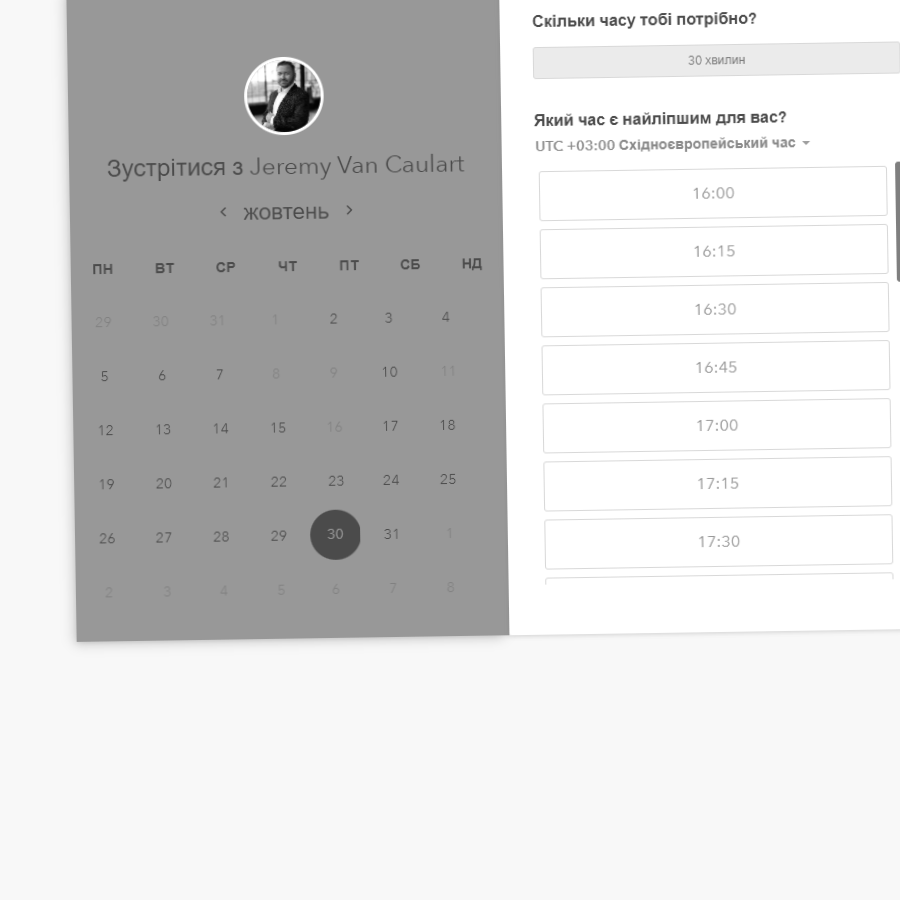 Зустрітися з Jeremy Van Caulart
жовтень
ПН ВТ СР ЧТ ПТ СБ НД
29 30 31 1 2 3 4
5 6 7 8 9 10 11
12 13 14 15 16 17 18
19 20 21 22 23 24 25
26 27 28 29 30 31 1
2 3 4 5 6 7 8
Скільки часу тобі потрібно?
30 хвилин
Який час є найліпшим для вас?
UTC +03:00 Східноєвропейський час
16:00
16:15
16:30
16:45
17:00
17:15
17:30